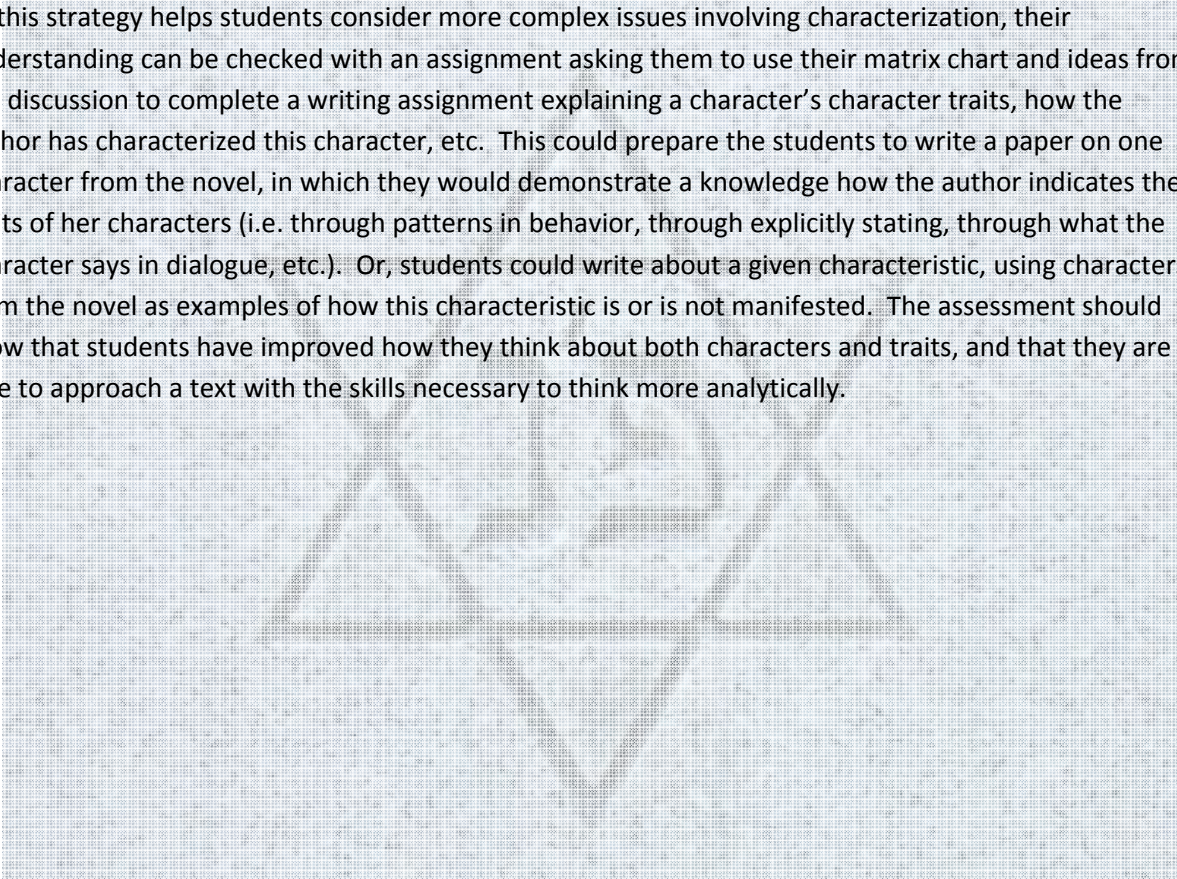 this strategy helps students consider more complex issues involving characterization, their
derstanding can be checked with an assignment asking them to use their matrix chart and ideas fro
discussion to complete a writing assignment explaining a character’s character traits, how the
hor has characterized this character, etc. This could prepare the students to write a paper on one
racter from the novel, in which they would demonstrate a knowledge how the author indicates the
ts of her characters (i.e. through patterns in behavior, through explicitly stating, through what the
racter says in dialogue, etc.). Or, students could write about a given characteristic, using character
m the novel as examples of how this characteristic is or is not manifested. The assessment should
ow that students have improved how they think about both characters and traits, and that they are
e to approach a text with the skills necessary to think more analytically.